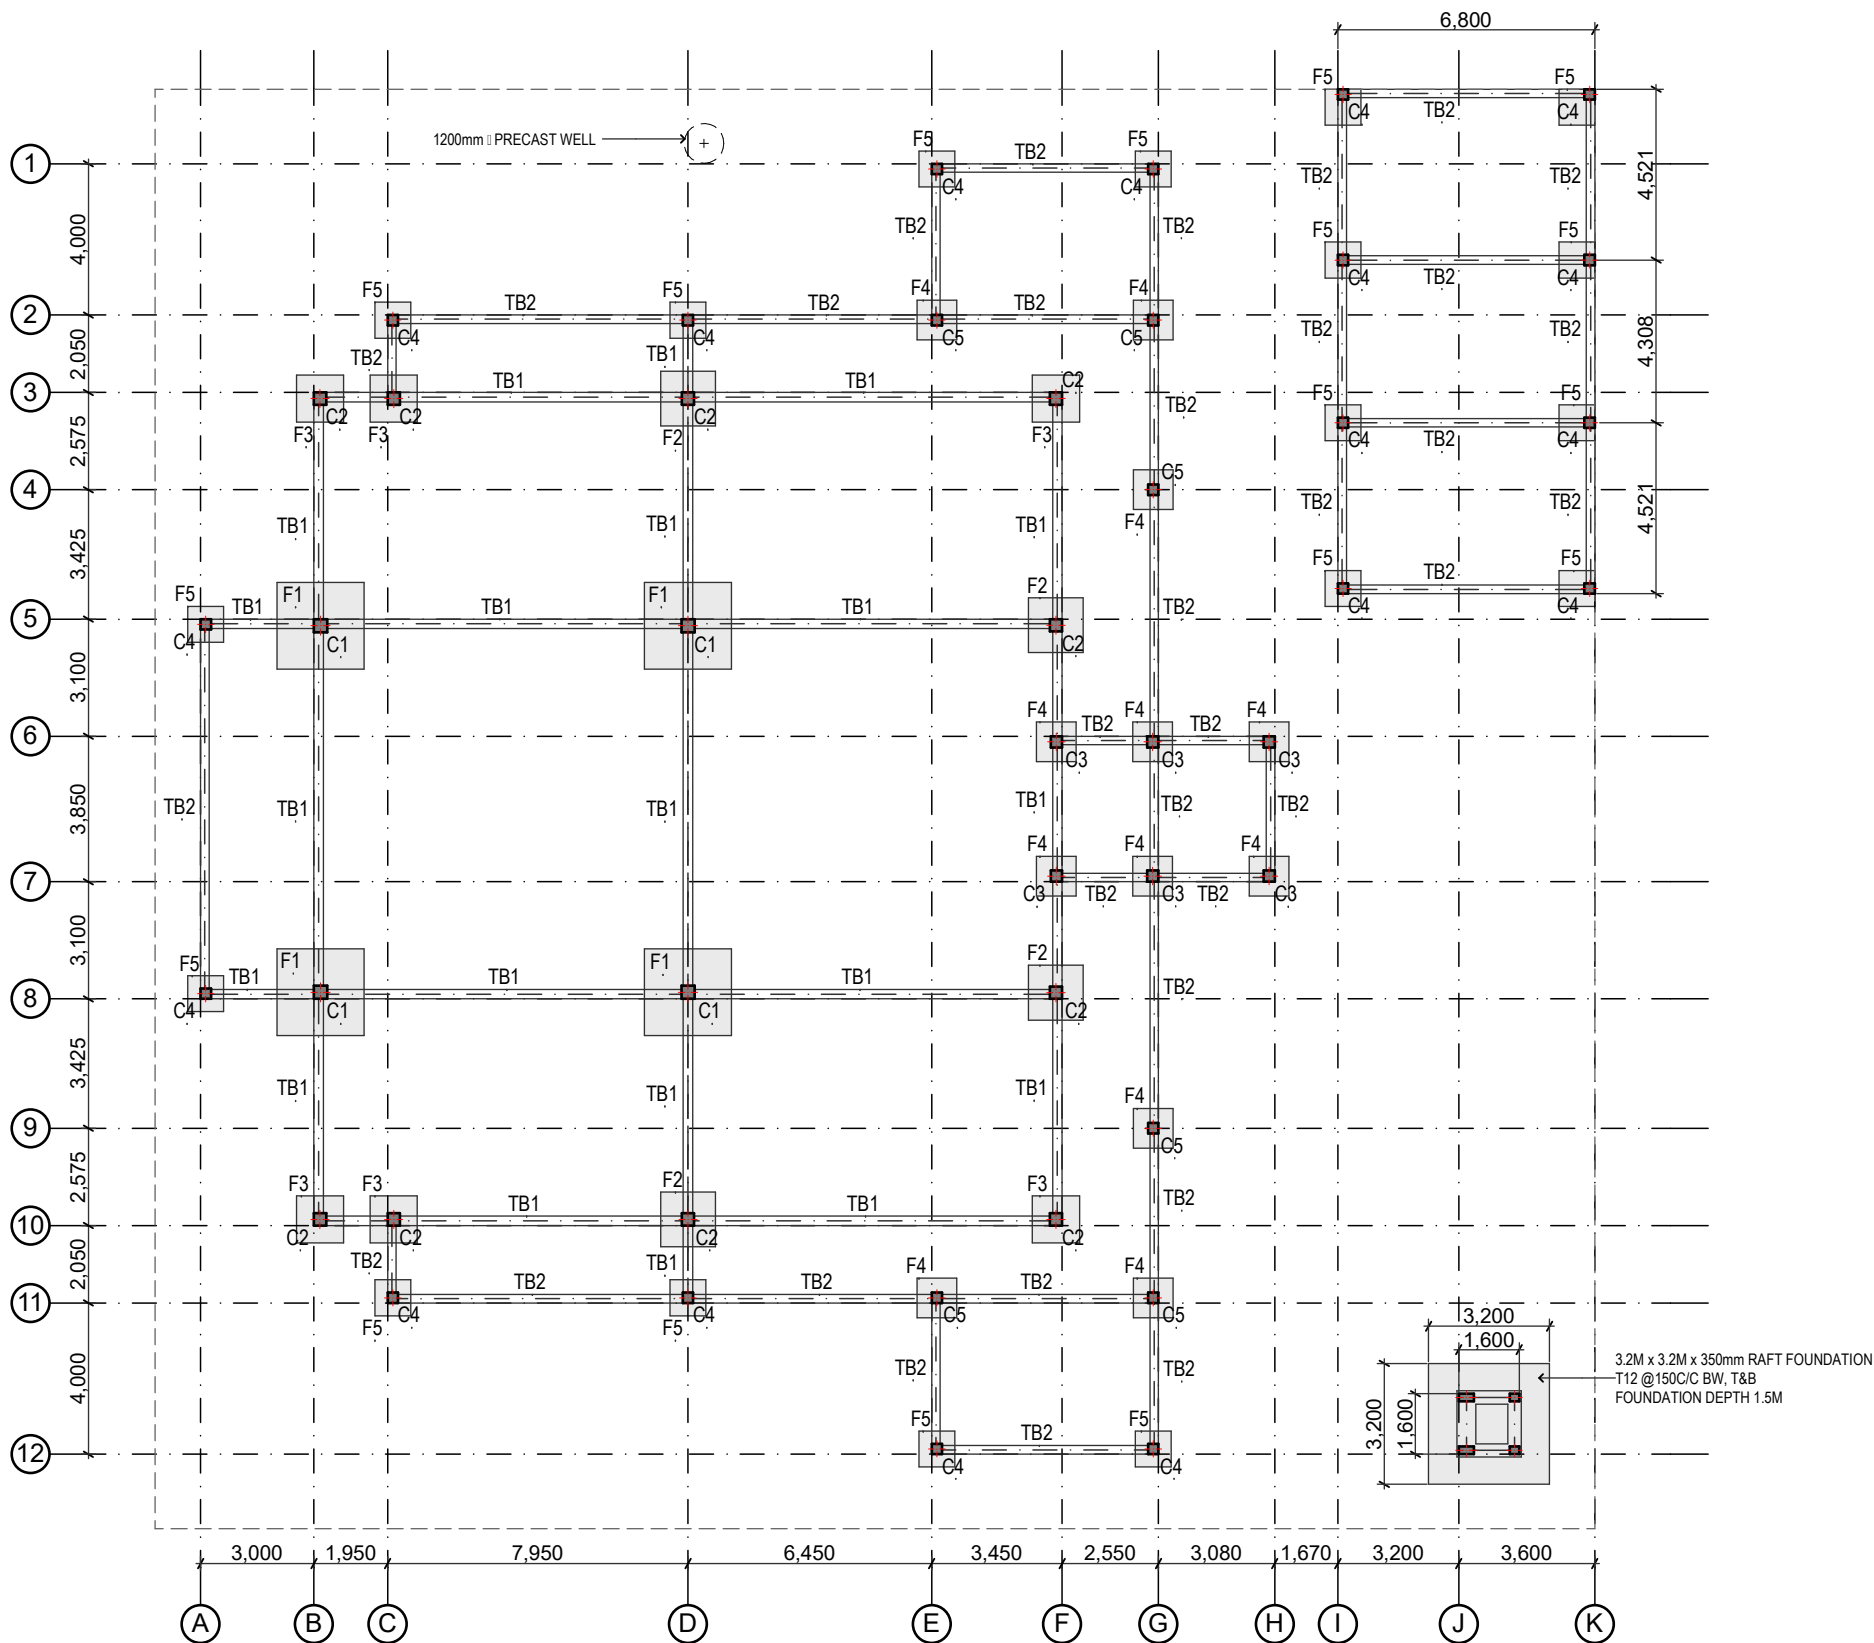 6,800
F5 F5
C4 TB2 C4
1200mm PRECAST WELL
F5 TB2 F5
1
C4 C4
TB2 TB2 4,521
TB2 TB2
4,000
F5 F5
C4 TB2 C4
F5 TB2 F5 TB2 F4 TB2 F4
2
C4 C4 C5 C5
TB2 TB1
2,050
TB2 TB2 4,308
3
TB1 TB1 C2
C2 C2 C2
F3 F3 F2 F3
TB2
F5 F5
C4 TB2 C4
2,575
4
C5
F4
TB2 TB2 4,521
TB1 TB1 TB1
3,425
TB2
F5 F5
C4 TB2 C4
F5 TB1 F1 TB1 F1 TB1 F2
5
C4 C1 C1 C2
TB2
3,100
F4 TB2 F4 TB2 F4
6
C3 C3 C3
TB2 TB1 TB1 TB1 TB2 TB2
3,850
F4 F4 F4
7
C3 TB2 C3 TB2 C3
3,100
F5 TB1 F1 TB1 F1 TB1 F2
8
C4 C1 C1 C2
TB2
3,425
TB1 TB1 TB1
F4
9
C5
2,575
F3 F3 TB1 F2 TB1 F3 TB2
10
C2 C2 C2 C2
TB2 TB1
2,050
TB2 TB2 F4 TB2 F4
11
C4 C4 C5 C5
F5 F5
4,000
TB2 TB2
3,200
1,600
3.2M x 3.2M x 350mm RAFT FOUNDATION
T12 @150C/C BW, T&B
FOUNDATION DEPTH 1.5M
3,200
1,600
F5 TB2 F5
12
C4 C4
3,000 1,950 7,950 6,450 3,450 2,550 3,080 1,670 3,200 3,600
A B C D E F G H I J K